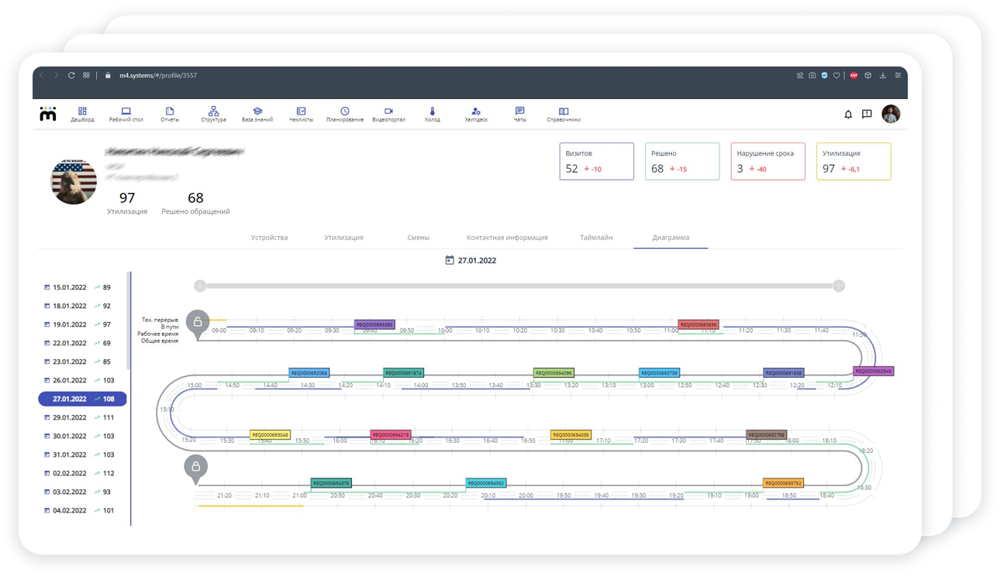 m4.systems/#/profile/3557
ABP
m
Дашборд Рабочий стол Отчеты Структура База знаний Чеклисты Планирование Видеопортал Холод Хелпдеск Чаты Справочники
Визитов Решено Нарушение срока Утилизация
52 -10 68 -15 3 -40 97 -6,1
97 68
Утилизация Решено обращений
Устройства Утилизация Смены Контактная информация Таймлайн Диаграмма
27.01.2022
15.01.2022 89
18.01.2022 92
19.01.2022 97
22.01.2022 69
23.01.2022 85
26.01.2022 103
27.01.2022 108
29.01.2022 111
30.01.2022 103
31.01.2022 103
02.02.2022 112
03.02.2022 93
04.02.2022 101
Тех. перерыв
В пути
Рабочее время
Общее время
REQ0000693385 REQ0000693698
09:00 09:10 09:20 09:30 09:40 09:50 10:00 10:10 10:20 10:30 10:40 10:50 11:00 11:10 11:20 11:30 11:40 11:50
REQ0000692066 REQ0000691874 REQ0000694096 REQ0000693739 REQ0000691838 REQ0000692945
15:00 14:50 14:40 14:30 14:20 14:10 14:00 13:50 13:40 13:30 13:20 13:10 13:00 12:50 12:40 12:30 12:20 12:10
15:10
REQ0000693048 REQ0000694215 REQ0000694035 REQ0000692798
15:20 15:30 15:40 15:50 16:00 16:10 16:20 16:30 16:40 16:50 17:00 17:10 17:20 17:30 17:40 17:50 18:00 18:10
18:20
REQ0000694375 REQ0000694352 REQ0000693752
18:30
21:20 21:10 21:00 20:50 20:40 20:30 20:20 20:10 20:00 19:50 19:40 19:30 19:20 19:10 19:00 18:50 18:40